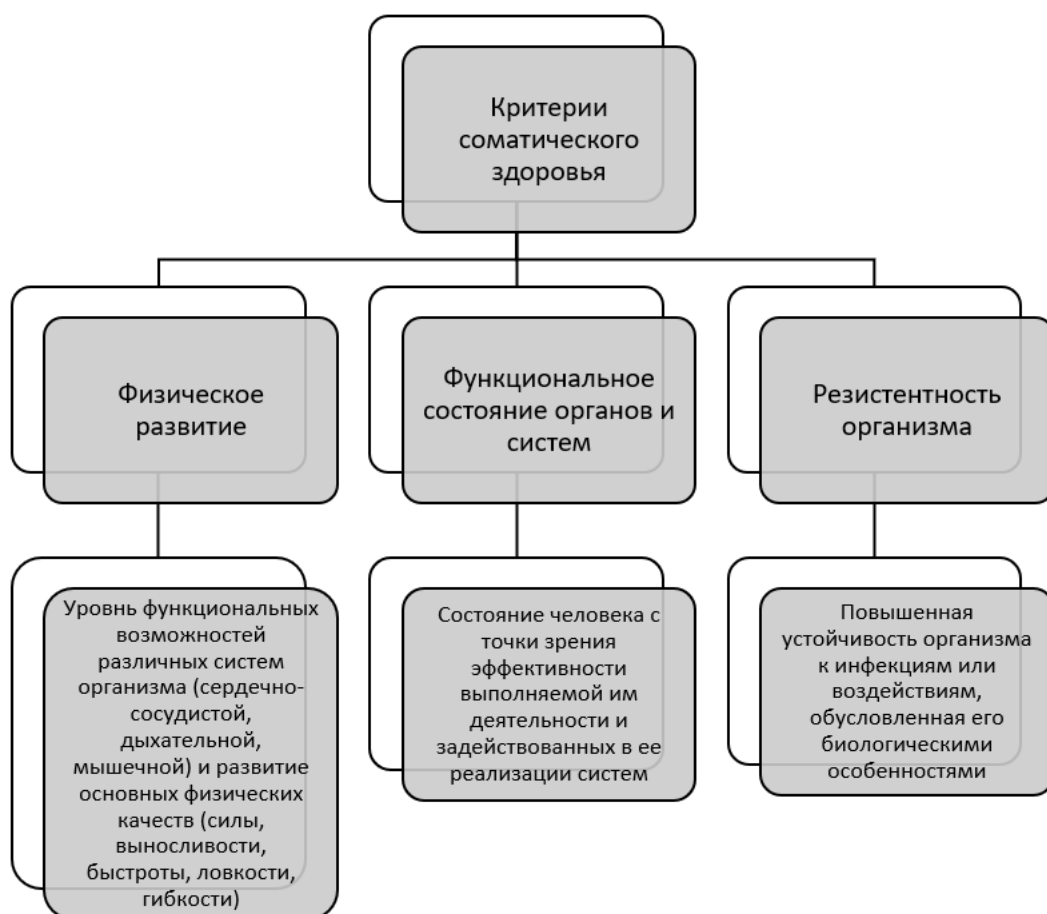 Критерии
соматического
здоровья
Физическое
развитие
Функциональное
состояние органов и
систем
Резистентность
организма
Уровнь функциональных
возможностей
различных систем
организма (сердечно-
сосудистой,
дыхательной,
мышечной) и развитие
основных физических
качеств (силы,
выносливости,
быстроты, ловкости,
гибкости)
Состояние человека с
точки зрения
эффективности
выполняемой им
деятельности и
задействованных в ее
реализации систем
Повышенная
устойчивость организма
к инфекциям или
воздействиям,
обусловленная его
биологическими
особенностями